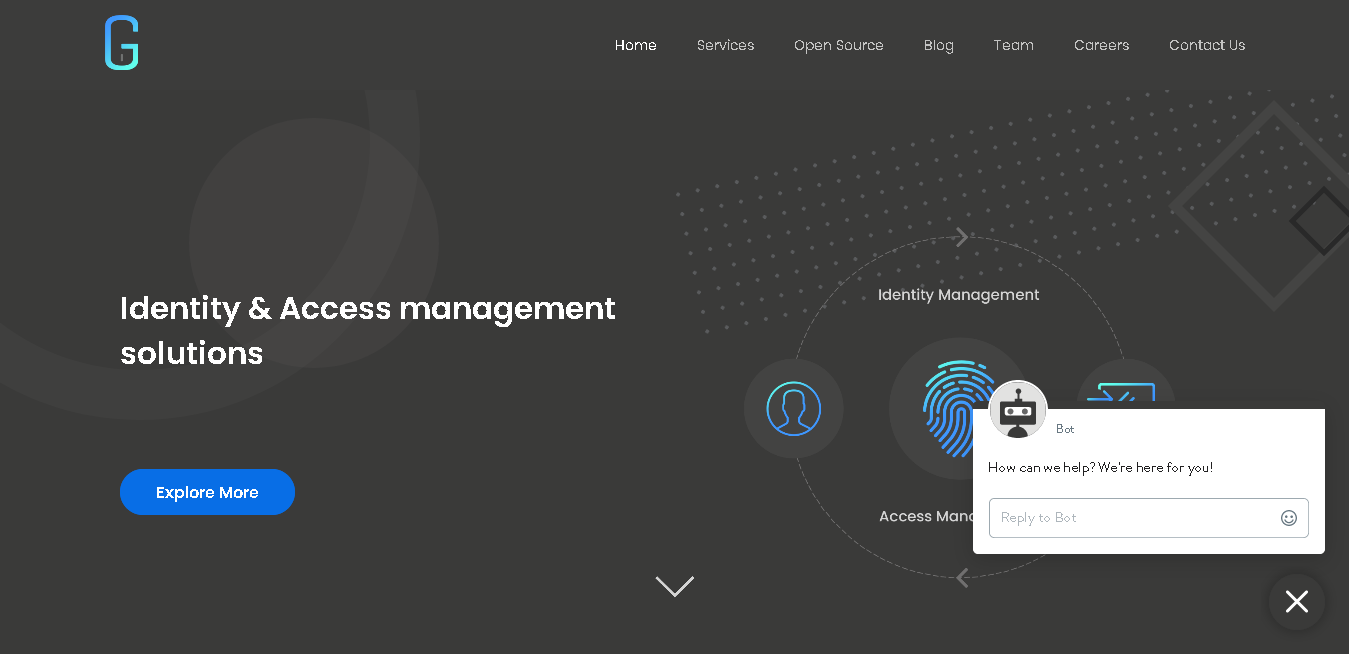 G
Home
Services
Open Source
Blog
Team
Careers
Contact Us
Identity & Access management
solutions
Explore More
Identity Management
Bot
How can we help? We're here for you!
Reply to Bot
Access